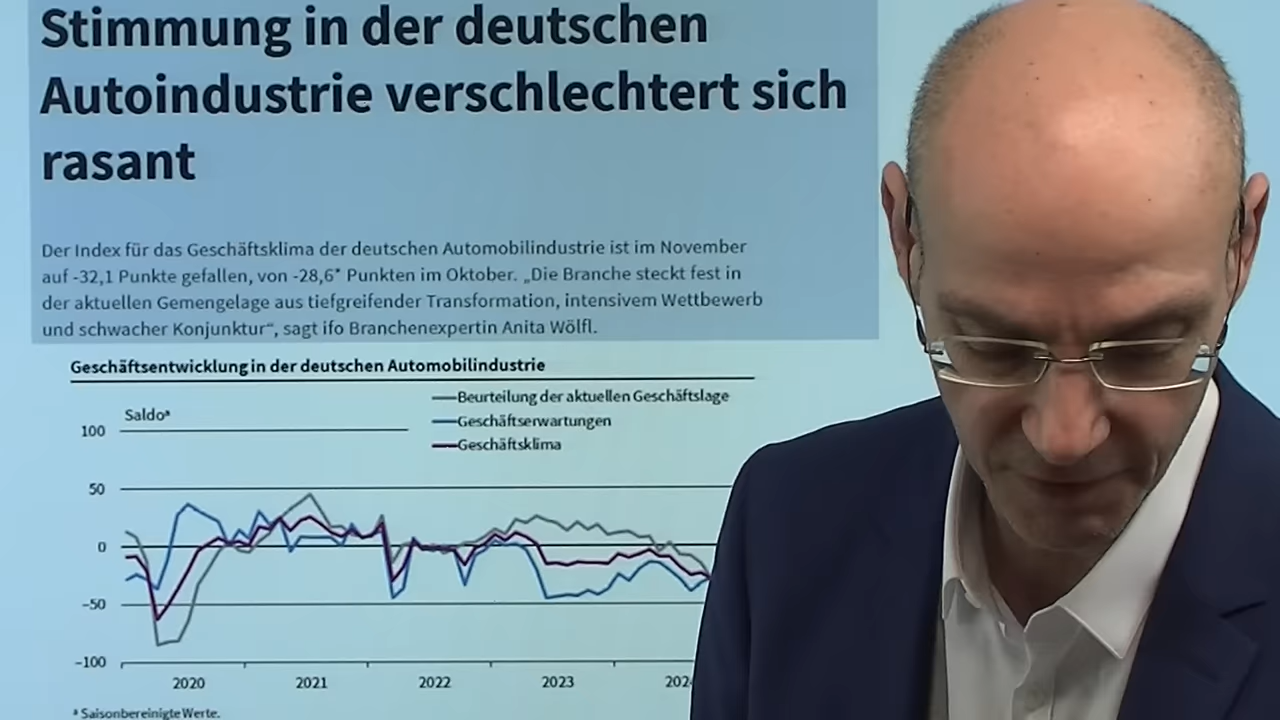 Stimmung in der deutschen
Autoindustrie verschlechtert sich
rasant
Der Index für das Geschäftsklima der deutschen Automobilindustrie ist im November
auf -32,1 Punkte gefallen, von -28,6* Punkten im Oktober. „Die Branche steckt fest in
der aktuellen Gemengelage aus tiefgreifender Transformation, intensivem Wettbewerb
und schwacher Konjunktur“, sagt ifo Branchenexpertin Anita Wölfl.
Geschäftsentwicklung in der deutschen Automobilindustrie
Saldoª
Beurteilung der aktuellen Geschäftslage
Geschäftserwartungen
Geschäftsklima
100
50
0
−50
−100
2020 2021 2022 2023
ª Saisonbereinigte Werte.